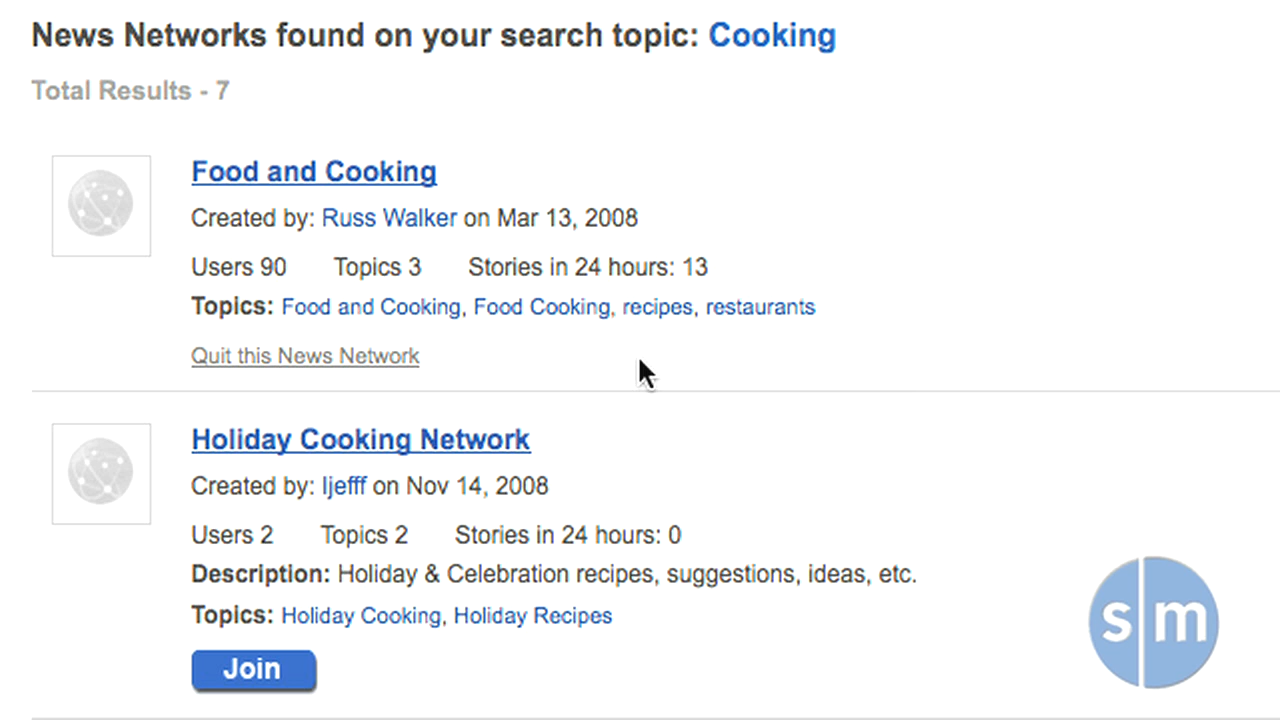 News Networks found on your search topic: Cooking
Total Results - 7
Food and Cooking
Created by: Russ Walker on Mar 13, 2008
Users 90 Topics 3 Stories in 24 hours: 13
Topics: Food and Cooking, Food Cooking, recipes, restaurants
Quit this News Network
Holiday Cooking Network
Created by: ljefff on Nov 14, 2008
Users 2 Topics 2 Stories in 24 hours: 0
Description: Holiday & Celebration recipes, suggestions, ideas, etc.
Topics: Holiday Cooking, Holiday Recipes
Join
s|m